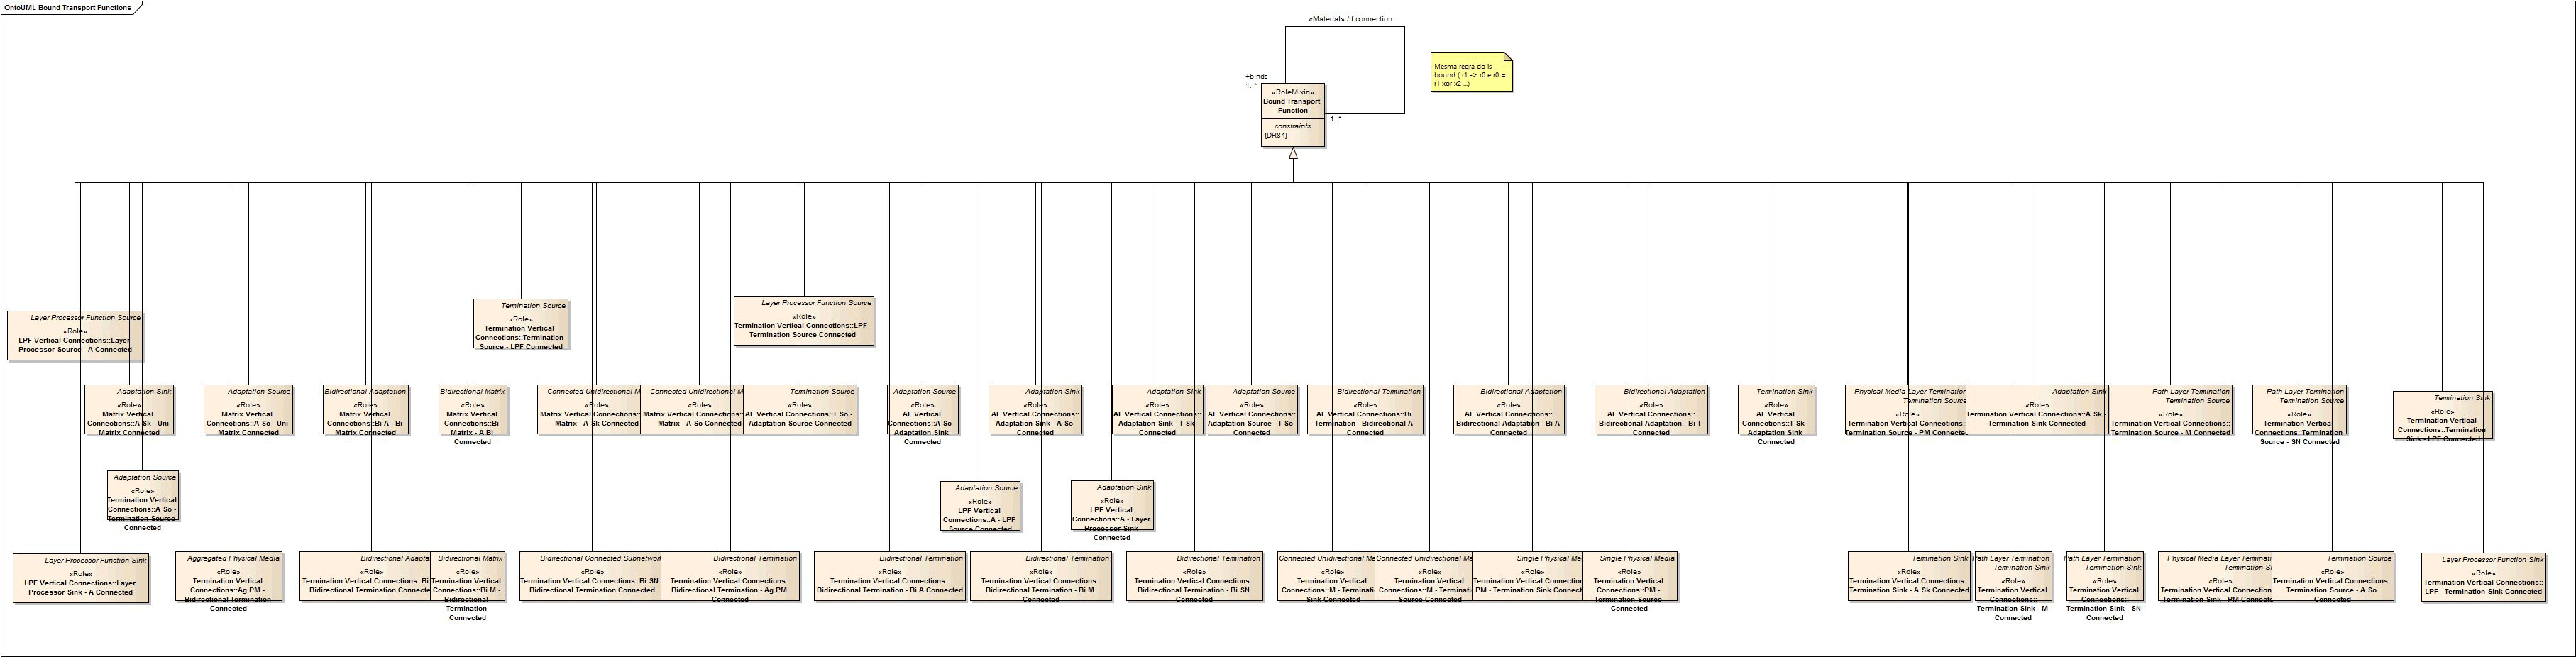 OntoUML Bound Transport Functions
«Material» /tf connection
+binds
1..*
«RoleMixin»
Bound Transport
Function
constraints
{DR84}
1..*
Mesma regra do is
bound ( r1 -> r0 e r0 =
r1 xor x2 ...)
Layer Processor Function Source
«Role»
LPF Vertical Connections::Layer
Processor Source - A Connected
Termination Source
«Role»
Termination Vertical
Connections::Termination
Source - LPF Connected
Layer Processor Function Source
«Role»
Termination Vertical Connections::LPF -
Termination Source Connected
Adaptation Sink
«Role»
Matrix Vertical
Connections::A Sk - Uni
Matrix Connected
Adaptation Source
«Role»
Matrix Vertical
Connections::A So - Uni
Matrix Connected
Bidirectional Adaptation
«Role»
Matrix Vertical
Connections::Bi A - Bi
Matrix Connected
Bidirectional Matrix
«Role»
Matrix Vertical
Connections::Bi
Matrix - A Bi
Connected
Connected Unidirectional M
«Role»
Matrix Vertical Connections::
Matrix - A Sk Connected
Connected Unidirectional M
«Role»
Matrix Vertical Connections::
Matrix - A So Connected
Termination Source
«Role»
AF Vertical Connections::T So -
Adaptation Source Connected
Adaptation Source
«Role»
AF Vertical
Connections::A So -
Adaptation Sink
Connected
Adaptation Sink
«Role»
AF Vertical Connections::
Adaptation Sink - A So
Connected
Adaptation Sink
«Role»
AF Vertical Connections::
Adaptation Sink - T Sk
Connected
Adaptation Source
«Role»
AF Vertical Connections::
Adaptation Source - T So
Connected
Bidirectional Termination
«Role»
AF Vertical Connections::Bi
Termination - Bidirectional A
Connected
Bidirectional Adaptation
«Role»
AF Vertical Connections::
Bidirectional Adaptation - Bi A
Connected
Bidirectional Adaptation
«Role»
AF Vertical Connections::
Bidirectional Adaptation - Bi T
Connected
Termination Sink
«Role»
AF Vertical
Connections::T Sk -
Adaptation Sink
Connected
Physical Media Layer Termination
Termination Source
«Role»
Termination Vertical Connections::
Termination Source - PM Connected
Adaptation Sink
«Role»
Termination Vertical Connections::A Sk -
Termination Sink Connected
Path Layer Termination
Termination Source
«Role»
Termination Vertical Connections::
Termination Source - M Connected
Path Layer Termination
Termination Source
«Role»
Termination Vertical
Connections::Termination
Source - SN Connected
Termination Sink
«Role»
Termination Vertical
Connections::Termination
Sink - LPF Connected
Adaptation Source
«Role»
Termination Vertical
Connections::A So -
Termination Source
Connected
Adaptation Source
«Role»
LPF Vertical
Connections::A - LPF
Source Connected
Adaptation Sink
«Role»
LPF Vertical
Connections::A - Layer
Processor Sink
Connected
Layer Processor Function Sink
«Role»
LPF Vertical Connections::Layer
Processor Sink - A Connected
Aggregated Physical Media
«Role»
Termination Vertical
Connections::Ag PM -
Bidirectional Termination
Connected
Bidirectional Adapta
«Role»
Termination Vertical Connections::Bi
Bidirectional Termination Connecte
Bidirectional Matrix
«Role»
Termination Vertical
Connections::Bi M -
Bidirectional
Termination
Connected
Bidirectional Connected Subnetwor
«Role»
Termination Vertical Connections::Bi SN
Bidirectional Termination Connected
Bidirectional Termination
«Role»
Termination Vertical Connections::
Bidirectional Termination - Ag PM
Connected
Bidirectional Termination
«Role»
Termination Vertical Connections::
Bidirectional Termination - Bi A Connected
Bidirectional Termination
«Role»
Termination Vertical Connections::
Bidirectional Termination - Bi M
Connected
Bidirectional Termination
«Role»
Termination Vertical Connections::
Bidirectional Termination - Bi SN
Connected
Connected Unidirectional Ma
«Role»
Termination Vertical
Connections::M - Terminati
Sink Connected
Connected Unidirectional Ma
«Role»
Termination Vertical
Connections::M - Terminati
Source Connected
Single Physical Me
«Role»
Termination Vertical Connection
PM - Termination Sink Connect
Single Physical Media
«Role»
Termination Vertical
Connections::PM -
Termination Source
Connected
Termination Sink
«Role»
Termination Vertical Connections::
Termination Sink - A Sk Connected
Path Layer Termination
Termination Sink
«Role»
Termination Vertical
Connections::
Termination Sink - M
Connected
Path Layer Termination
Termination Sink
«Role»
Termination Vertical
Connections::
Termination Sink - SN
Connected
Physical Media Layer Terminati
Termination Si
«Role»
Termination Vertical Connection
Termination Sink - PM Connecte
Termination Source
«Role»
Termination Vertical Connections::
Termination Source - A So
Connected
Layer Processor Function Sink
«Role»
Termination Vertical Connections::
LPF - Termination Sink Connected